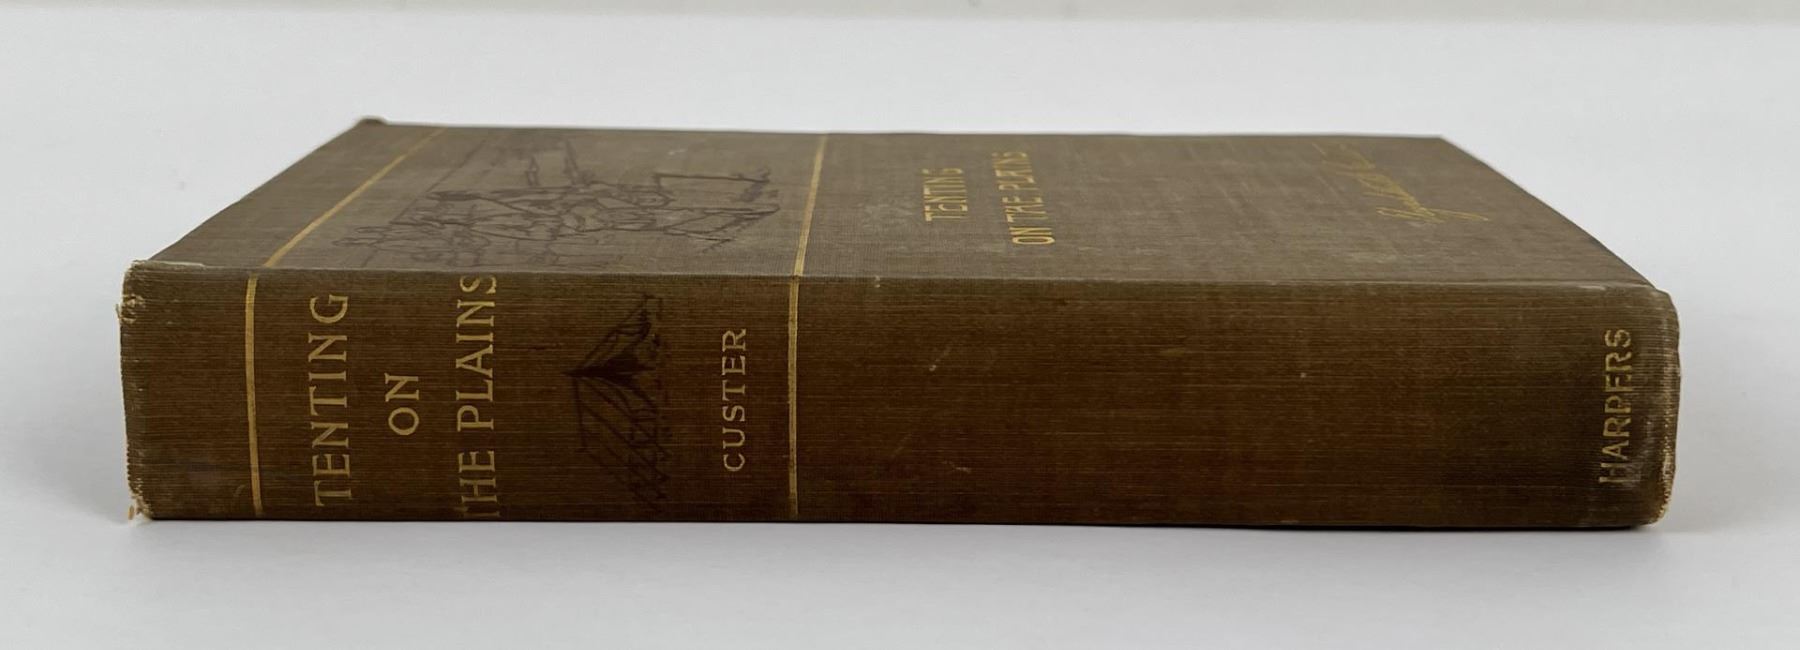 TENTING
ON
THE PLAINS
CUSTER
HARPERS
TENTING
ON THE PLAINS